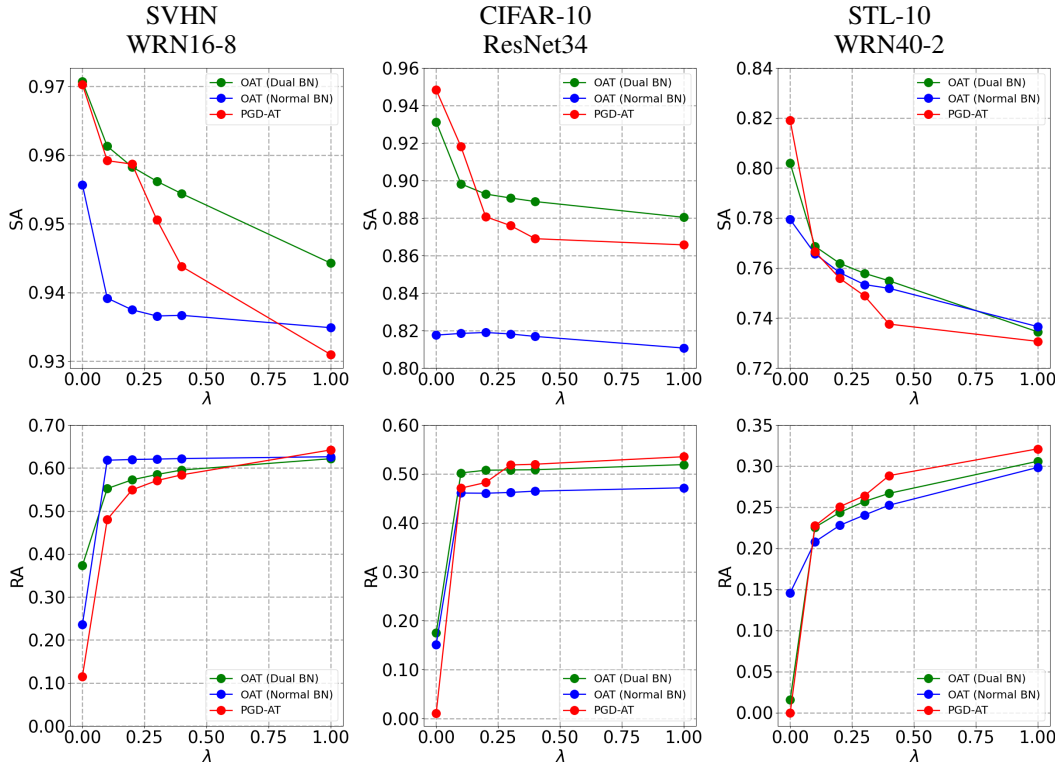 SVHN
WRN16-8
CIFAR-10
ResNet34
STL-10
WRN40-2
SA
0.97
0.96
0.95
0.94
0.93
0.00 0.25 0.50 0.75 1.00
λ
OAT (Dual BN)
OAT (Normal BN)
PGD-AT
SA
0.96
0.94
0.92
0.90
0.88
0.86
0.84
0.82
0.80
0.00 0.25 0.50 0.75 1.00
λ
OAT (Dual BN)
OAT (Normal BN)
PGD-AT
SA
0.84
0.82
0.80
0.78
0.76
0.74
0.72
0.00 0.25 0.50 0.75 1.00
λ
OAT (Dual BN)
OAT (Normal BN)
PGD-AT
RA
0.70
0.60
0.50
0.40
0.30
0.20
0.10
0.00
0.00 0.25 0.50 0.75 1.00
λ
OAT (Dual BN)
OAT (Normal BN)
PGD-AT
RA
0.60
0.50
0.40
0.30
0.20
0.10
0.00
0.00 0.25 0.50 0.75 1.00
λ
OAT (Dual BN)
OAT (Normal BN)
PGD-AT
RA
0.35
0.30
0.25
0.20
0.15
0.10
0.05
0.00
0.00 0.25 0.50 0.75 1.00
λ
OAT (Dual BN)
OAT (Normal BN)
PGD-AT